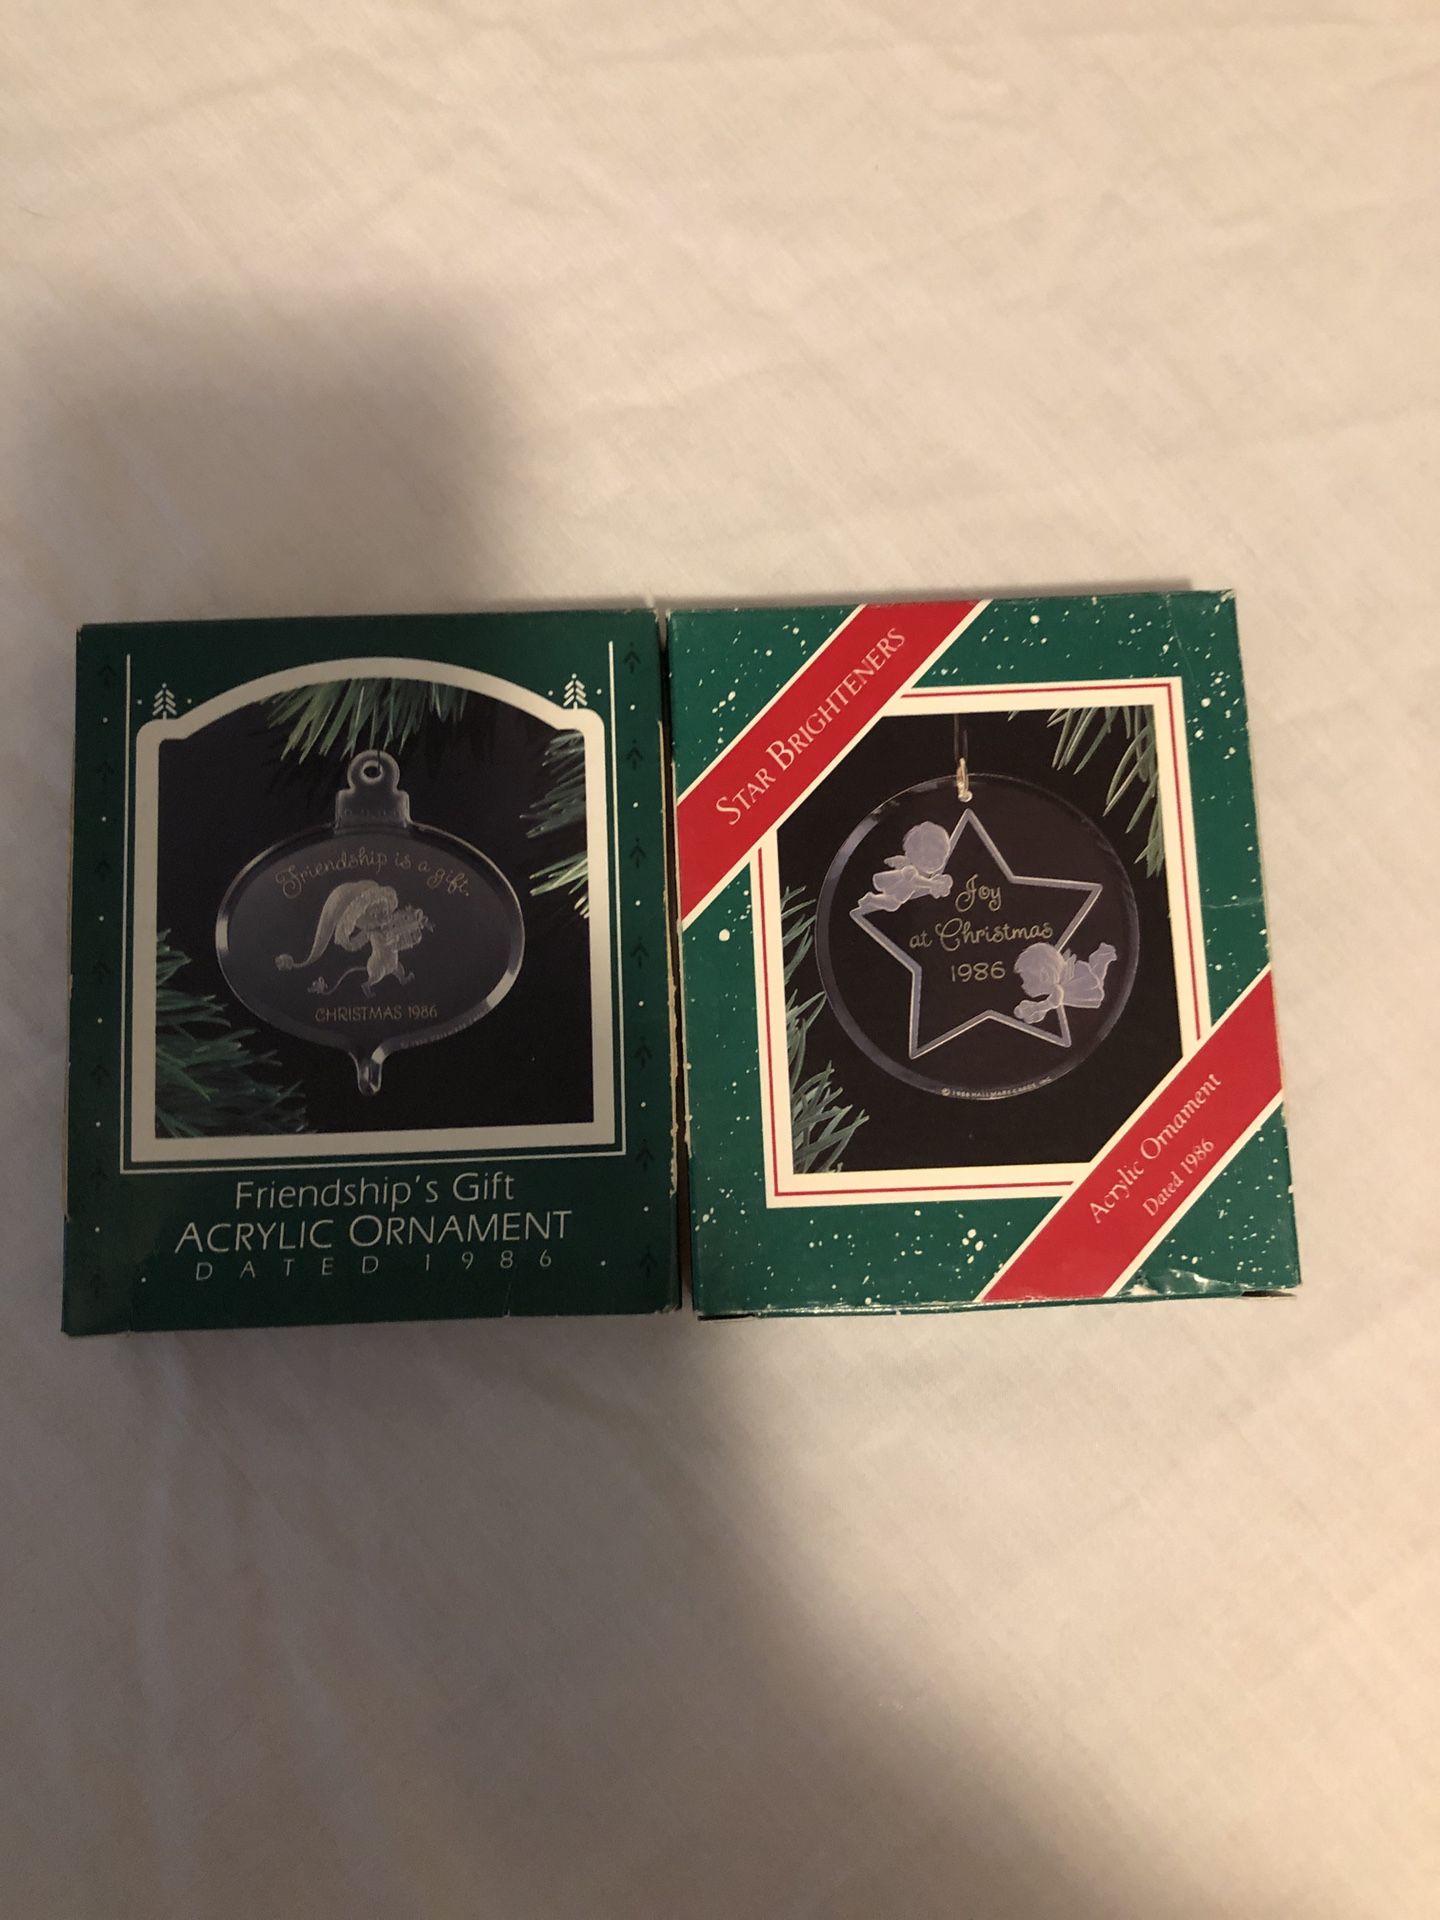 Friendship is a gift.
CHRISTMAS 1986
Friendship's Gift
ACRYLIC ORNAMENT
DATED 1986
STAR BRIGHTENERS
Joy
at Christmas
1986
© 1986 HALLMARK CARDS, INC.
Acrylic Ornament
Dated 1986